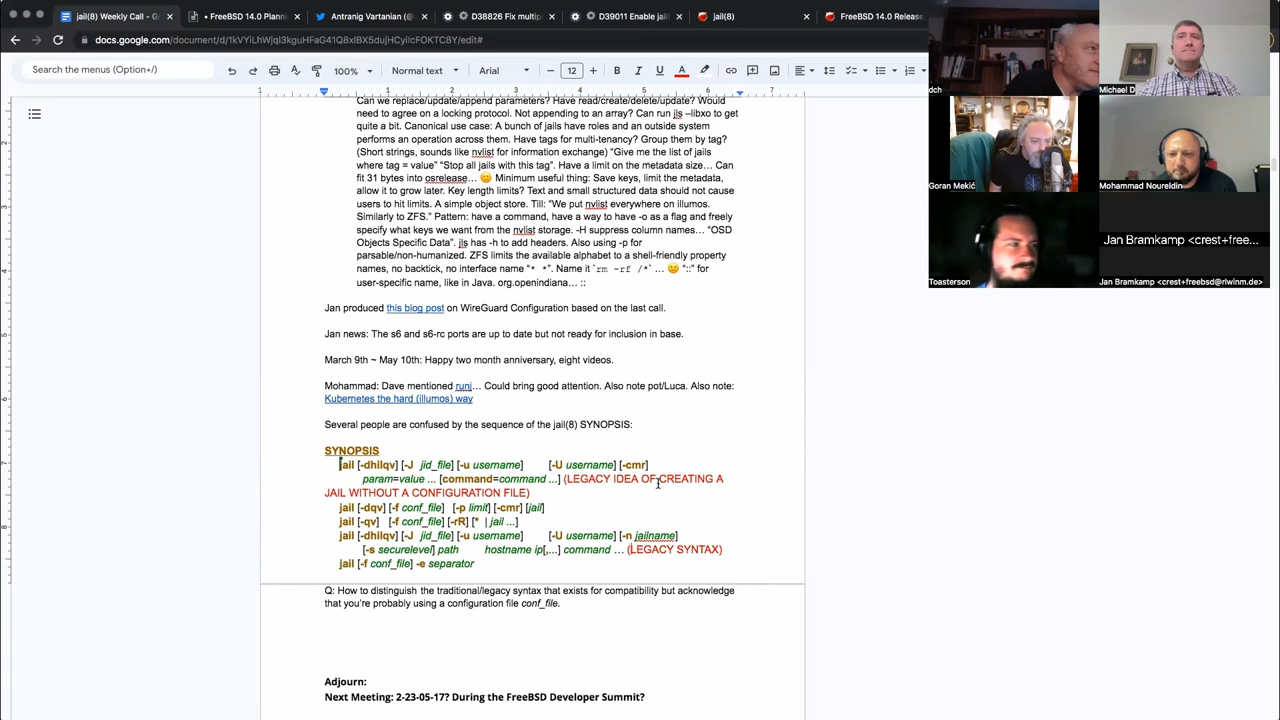 jail(8) Weekly Call - G
• FreeBSD 14.0 Planni
Antranig Vartanian (@
D38826 Fix multip
D39011 Enable jail
jail(8)
FreeBSD 14.0 Releas
docs.google.com/document/d/1kVYiLhWjql3kguHFaG41Q8xlBX5dujHCyiIcFOKTC8Y/edit#
Search the menus (Option+/)
100%
Normal text
Arial
12
Can we replace/update/append parameters? Have read/create/delete/update? Would
need to agree on a locking protocol. Not appending to an array? Can run jls –libxo to get
quite a bit. Canonical use case: A bunch of jails have roles and an outside system
performs an operation across them. Have tags for multi-tenancy? Group them by tag?
(Short strings, sounds like nvlist for information exchange) “Give me the list of jails
where tag = value” “Stop all jails with this tag”. Have a limit on the metadata size… Can
fit 31 bytes into osrelease… 🙂 Minimum useful thing: Save keys, limit the metadata,
allow it to grow later. Key length limits? Text and small structured data should not cause
users to hit limits. A simple object store. Till: “We put nvlist everywhere on illumos.
Similarly to ZFS.” Pattern: have a command, have a way to have -o as a flag and freely
specify what keys we want from the nvlist storage. -H suppress column names… “OSD
Objects Specific Data”. jls has -h to add headers. Also using -p for
parsable/non-humanized. ZFS limits the available alphabet to a shell-friendly property
names, no backtick, no interface name “* *”. Name it `rm -rf /*` … 🙂 “::” for
user-specific name, like in Java. org.openindiana… ::
Jan produced this blog post on WireGuard Configuration based on the last call.
Jan news: The s6 and s6-rc ports are up to date but not ready for inclusion in base.
March 9th ~ May 10th: Happy two month anniversary, eight videos.
Mohammad: Dave mentioned runj… Could bring good attention. Also note pot/Luca. Also note:
Kubernetes the hard (illumos) way
Several people are confused by the sequence of the jail(8) SYNOPSIS:
SYNOPSIS
jail [-dhilqv] [-J jid_file] [-u username] [-U username] [-cmr]
param=value ... [command=command ...] (LEGACY IDEA OF CREATING A
JAIL WITHOUT A CONFIGURATION FILE)
jail [-dqv] [-f conf_file] [-p limit] [-cmr] [jail]
jail [-qv] [-f conf_file] [-rR] [* | jail ...]
jail [-dhilqv] [-J jid_file] [-u username] [-U username] [-n jailname]
[-s securelevel] path hostname ip[,...] command … (LEGACY SYNTAX)
jail [-f conf_file] -e separator
Q: How to distinguish the traditional/legacy syntax that exists for compatibility but acknowledge
that you’re probably using a configuration file conf_file.
Adjourn:
Next Meeting: 2-23-05-17? During the FreeBSD Developer Summit?
dch
Michael D
Goran Mekić
Mohammad Noureldin
Toasterson
Jan Bramkamp <crest+free...
Jan Bramkamp <crest+freebsd@rlwinm.de>